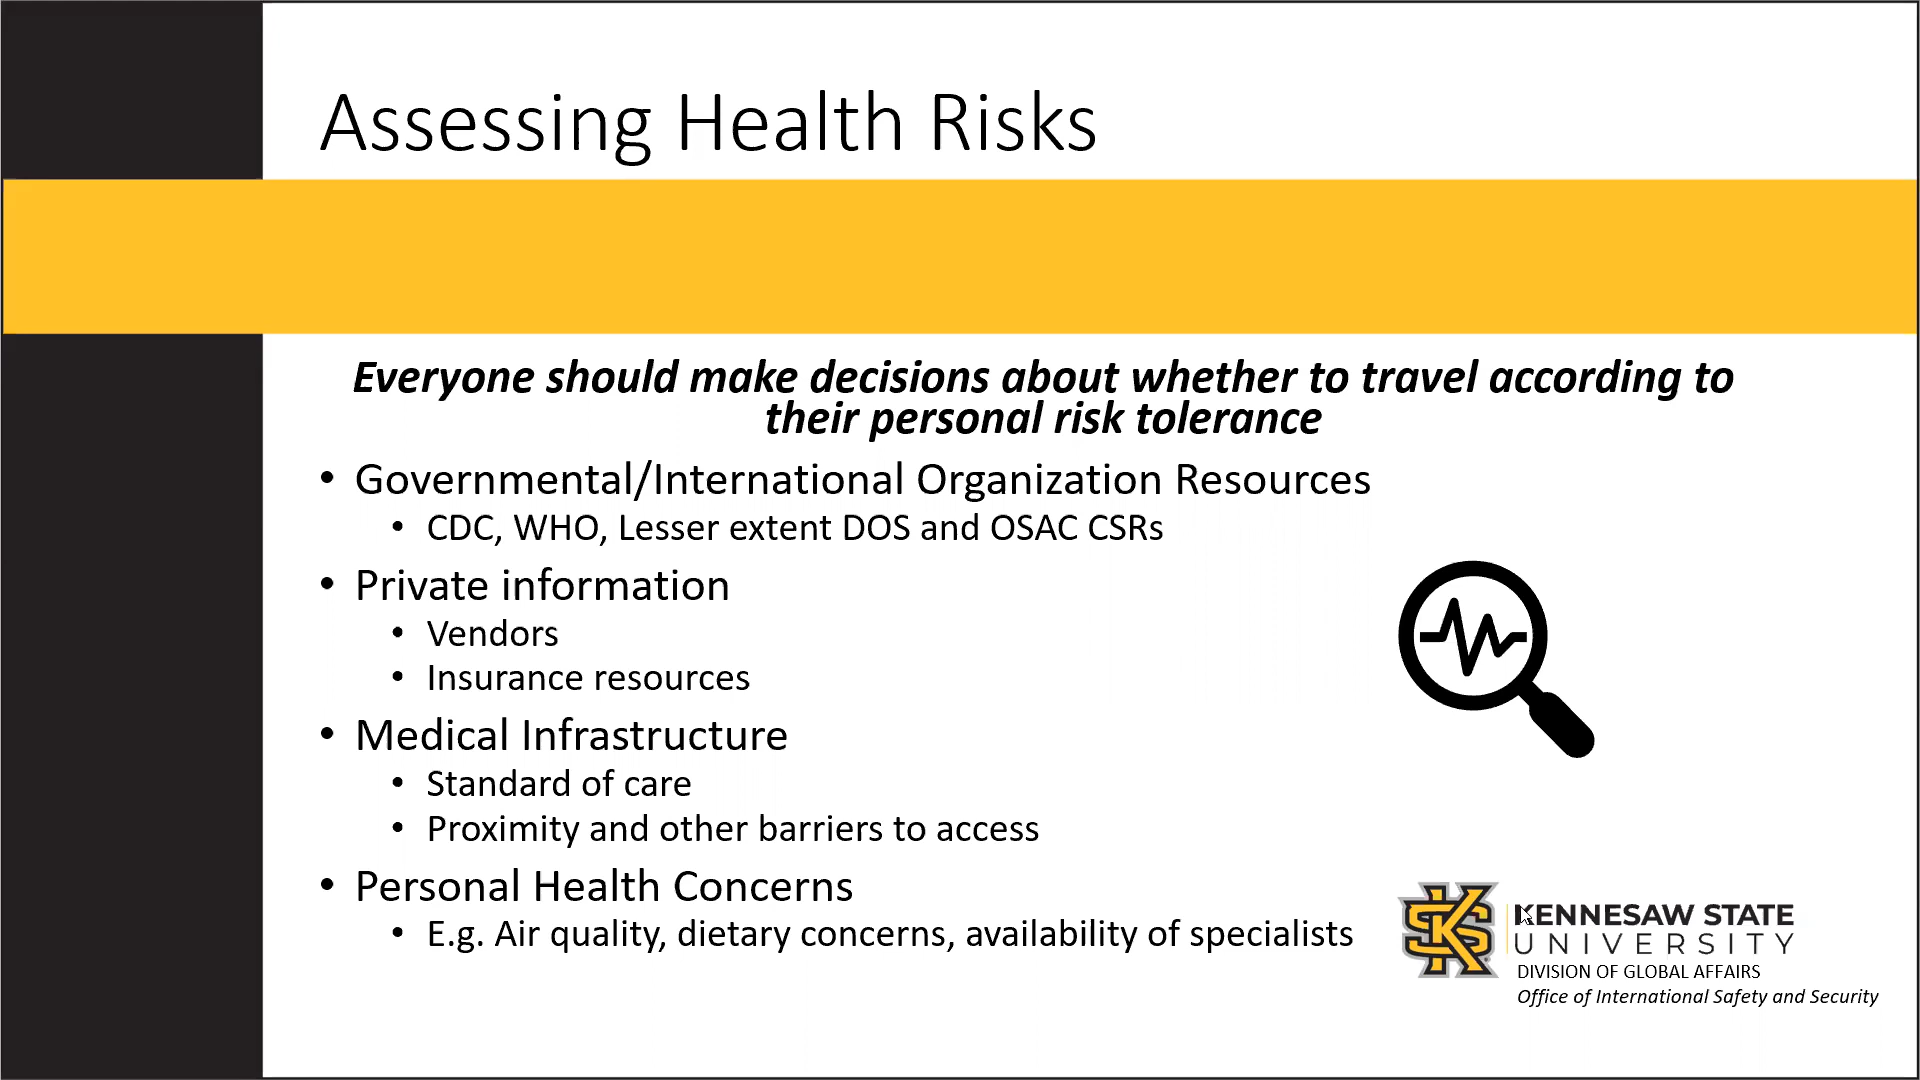 Assessing Health Risks
Everyone should make decisions about whether to travel according to
their personal risk tolerance
• Governmental/International Organization Resources
• CDC, WHO, Lesser extent DOS and OSAC CSRs
• Private information
• Vendors
• Insurance resources
• Medical Infrastructure
• Standard of care
• Proximity and other barriers to access
• Personal Health Concerns
• E.g. Air quality, dietary concerns, availability of specialists
KS
KENNESAW STATE
UNIVERSITY
DIVISION OF GLOBAL AFFAIRS
Office of International Safety and Security